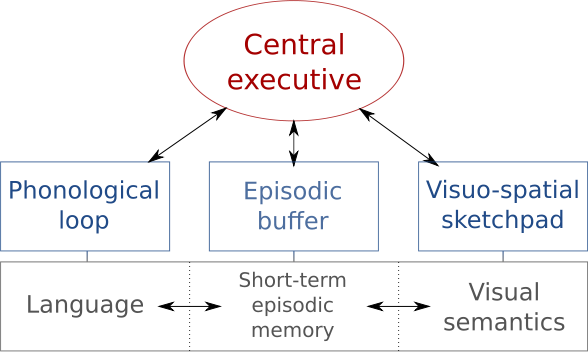 Central
executive
Phonological
loop
Episodic
buffer
Visuo-spatial
sketchpad
Language
Short-term
episodic
memory
Visual
semantics